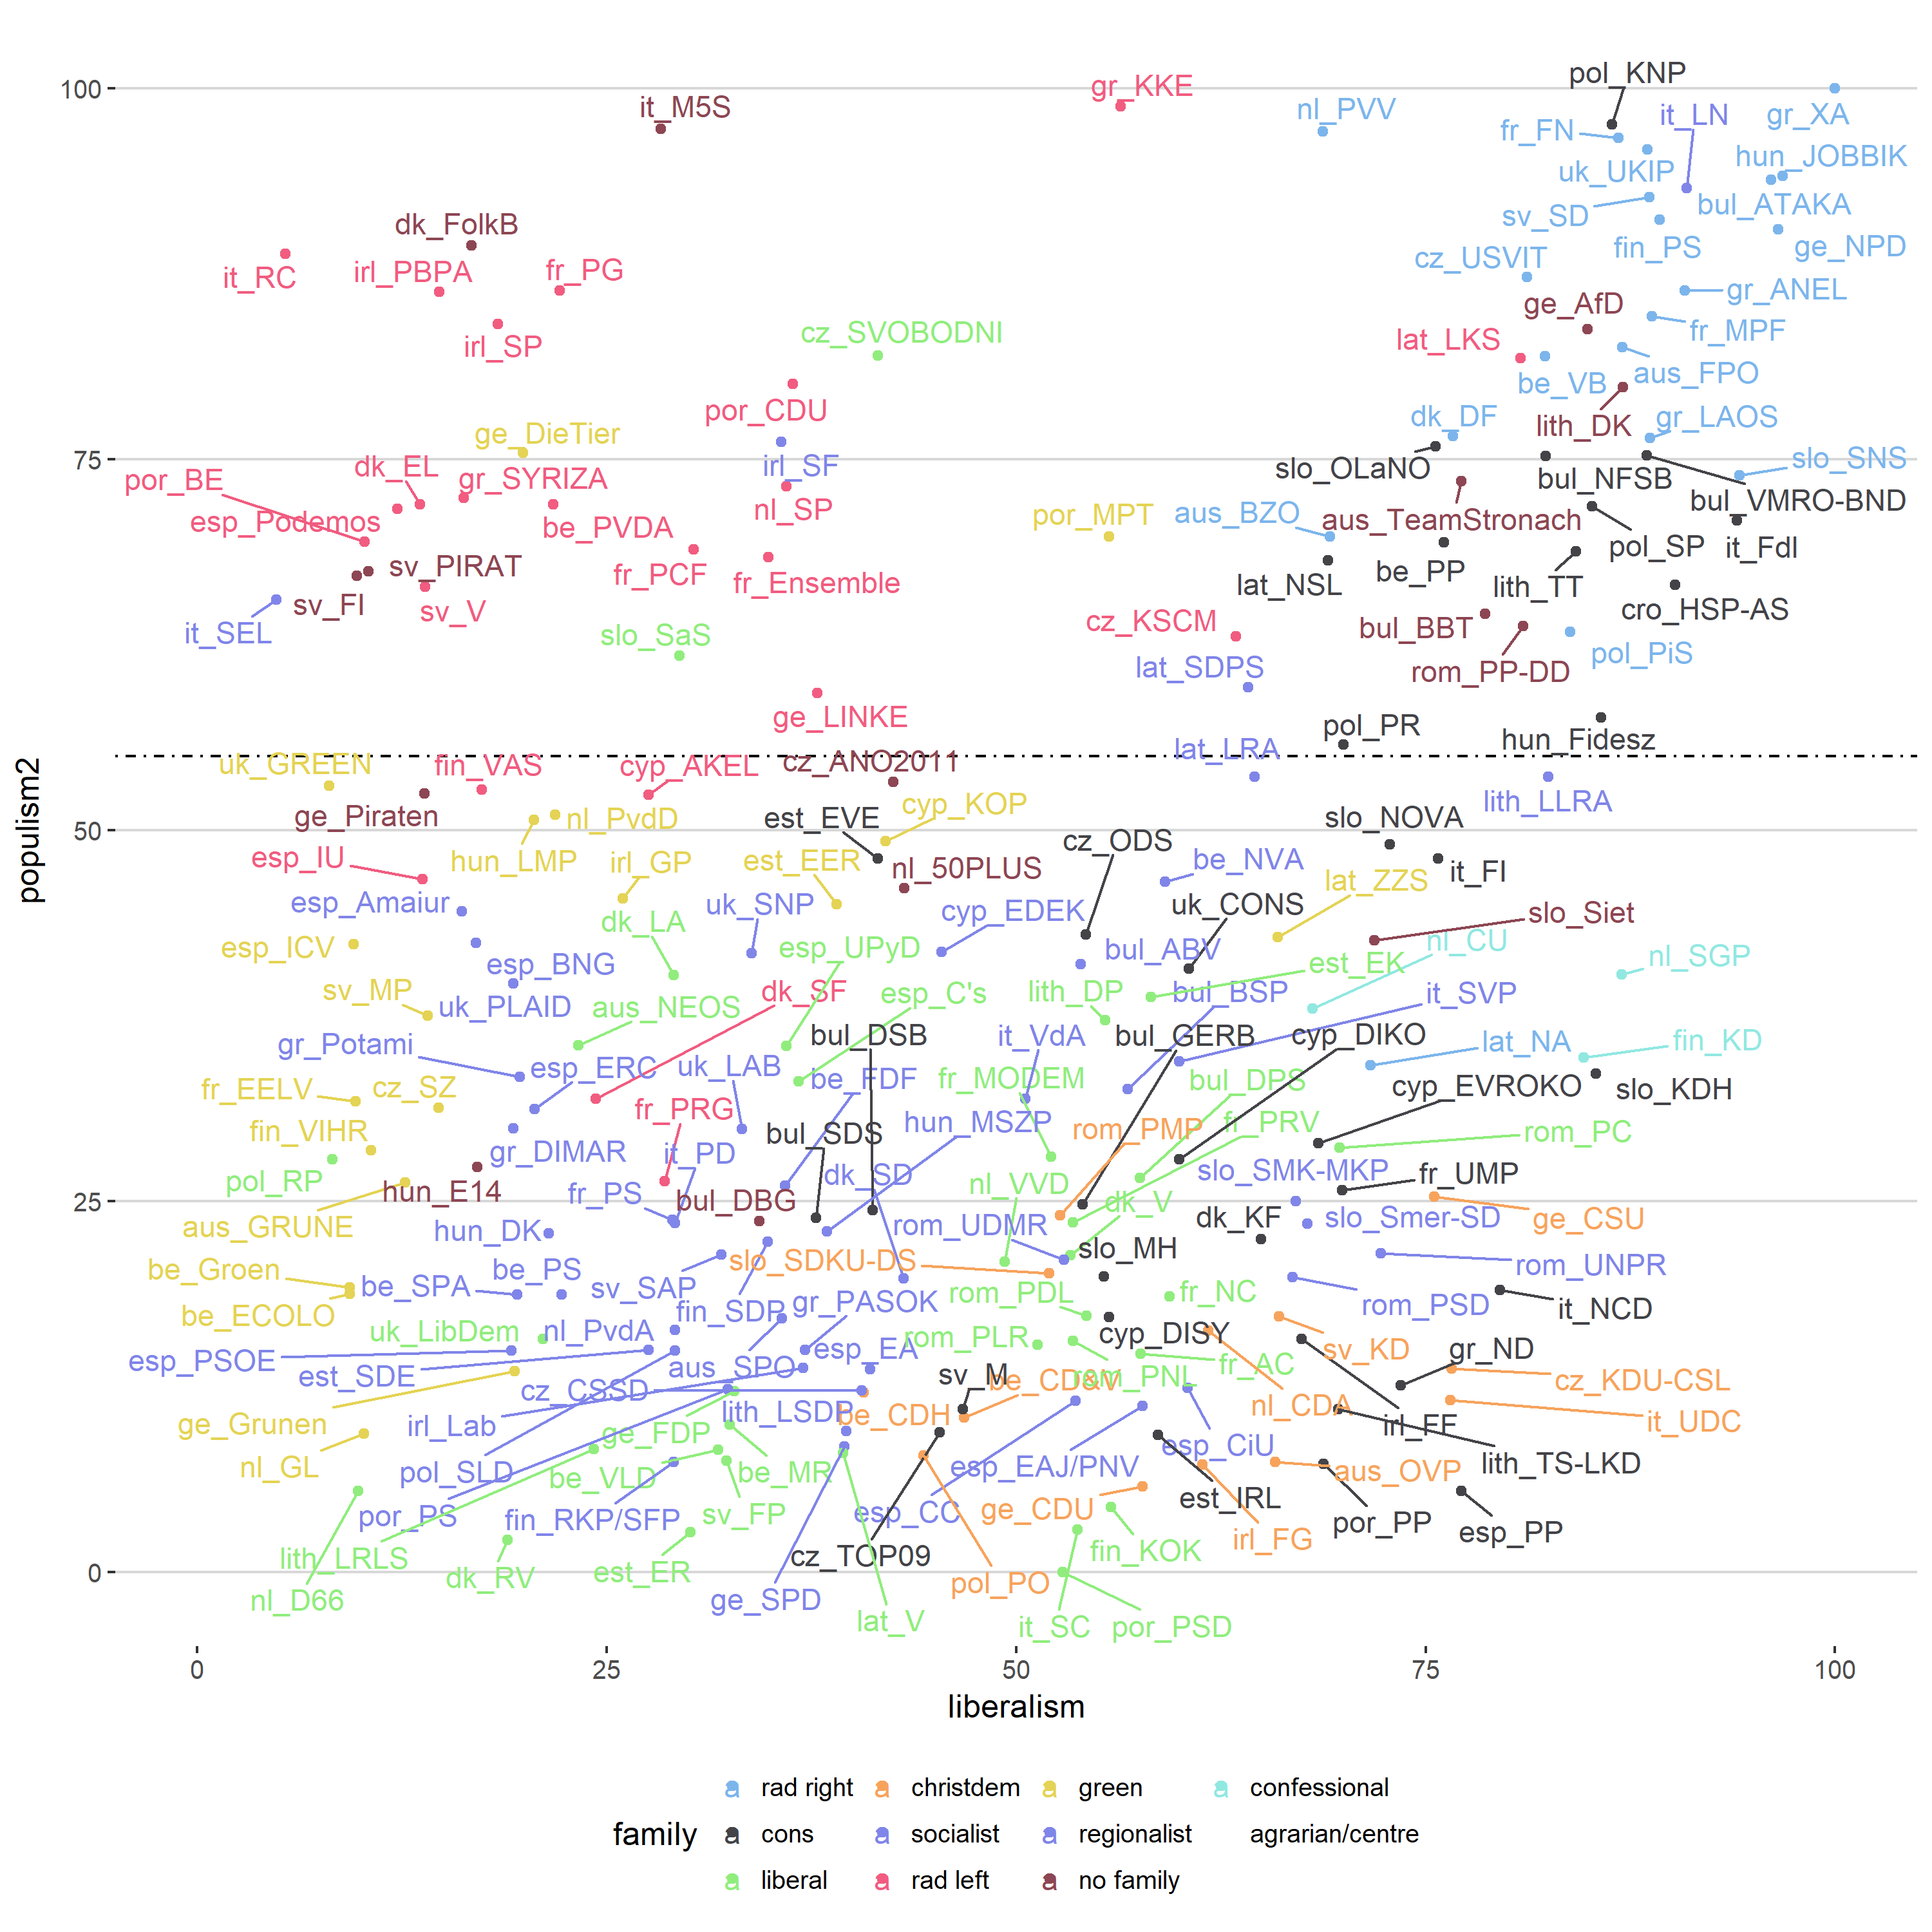 100
pol_KNP
gr_KKE
it_M5S
nl_PVV
it_LN
gr_XA
fr_FN
hun_JOBBIK
uk_UKIP
bul_ATAKA
sv_SD
dk_FolkB
fin_PS
ge_NPD
cz_USVIT
it_RC
irl_PBPA
fr_PG
gr_ANEL
ge_AfD
fr_MPF
cz_SVOBODNI
lat_LKS
irl_SP
aus_FPO
be_VB
por_CDU
dk_DF
gr_LAOS
lith_DK
ge_DieTier
75
slo_SNS
irl_SF
dk_EL
slo_OLaNO
por_BE
gr_SYRIZA
bul_NFSB
bul_VMRO-BND
nl_SP
por_MPT
aus_BZO
aus_TeamStronach
esp_Podemos
be_PVDA
pol_SP
it_FdI
sv_PIRAT
fr_PCF
fr_Ensemble
be_PP
lat_NSL
lith_TT
sv_FI
sv_V
cro_HSP-AS
cz_KSCM
bul_BBT
it_SEL
slo_SaS
pol_PiS
lat_SDPS
rom_PP-DD
ge_LINKE
pol_PR
hun_Fidesz
lat_LRA
uk_GREEN
fin_VAS
cyp_AKEL
cz_ANO2011
lith_LLRA
cyp_KOP
ge_Piraten
nl_PvdD
est_EVE
slo_NOVA
50
populism2
cz_ODS
esp_IU
hun_LMP
irl_GP
est_EER
nl_50PLUS
be_NVA
it_FI
lat_ZZS
esp_Amaiur
uk_SNP
cyp_EDEK
uk_CONS
slo_Siet
dk_LA
esp_ICV
esp_UPyD
bul_ABV
nl_CU
nl_SGP
esp_BNG
est_EK
sv_MP
dk_SF
esp_C's
lith_DP
bul_BSP
it_SVP
uk_PLAID
aus_NEOS
gr_Potami
bul_DSB
it_VdA
bul_GERB
cyp_DIKO
lat_NA
fin_KD
esp_ERC
uk_LAB
be_FDF
fr_MODEM
bul_DPS
cyp_EVROKO
slo_KDH
fr_EELV
cz_SZ
fr_PRG
hun_MSZP
rom_PMP
fr_PRV
rom_PC
fin_VIHR
bul_SDS
gr_DIMAR
it_PD
dk_SD
slo_SMK-MKP
fr_UMP
pol_RP
hun_E14
fr_PS
bul_DBG
nl_VVD
dk_V
25
aus_GRUNE
hun_DK
rom_UDMR
dk_KF
slo_Smer-SD
ge_CSU
slo_MH
be_Groen
be_SPA
be_PS
sv_SAP
slo_SDKU-DS
rom_UNPR
be_ECOLO
fin_SDP
gr_PASOK
rom_PDL
fr_NC
rom_PSD
it_NCD
uk_LibDem
nl_PvdA
rom_PLR
cyp_DISY
sv_KD
gr_ND
esp_PSOE
est_SDE
aus_SPO
esp_EA
fr_AC
cz_CSSD
sv_M
be_CD&V
rom_PNL
cz_KDU-CSL
ge_Grunen
irl_Lab
lith_LSDP
be_CDH
nl_CDA
irl_FF
it_UDC
ge_FDP
esp_CiU
nl_GL
pol_SLD
be_VLD
be_MR
esp_EAJ/PNV
aus_OVP
lith_TS-LKD
por_PS
fin_RKP/SFP
sv_FP
esp_CC
ge_CDU
est_IRL
por_PP
esp_PP
irl_FG
lith_LRLS
cz_TOP09
fin_KOK
0
nl_D66
dk_RV
est_ER
ge_SPD
pol_PO
lat_V
it_SC
por_PSD
0 25 50 75 100
liberalism
family
a rad right a christdem a green a confessional
a cons a socialist a regionalist agrarian/centre
a liberal a rad left a no family